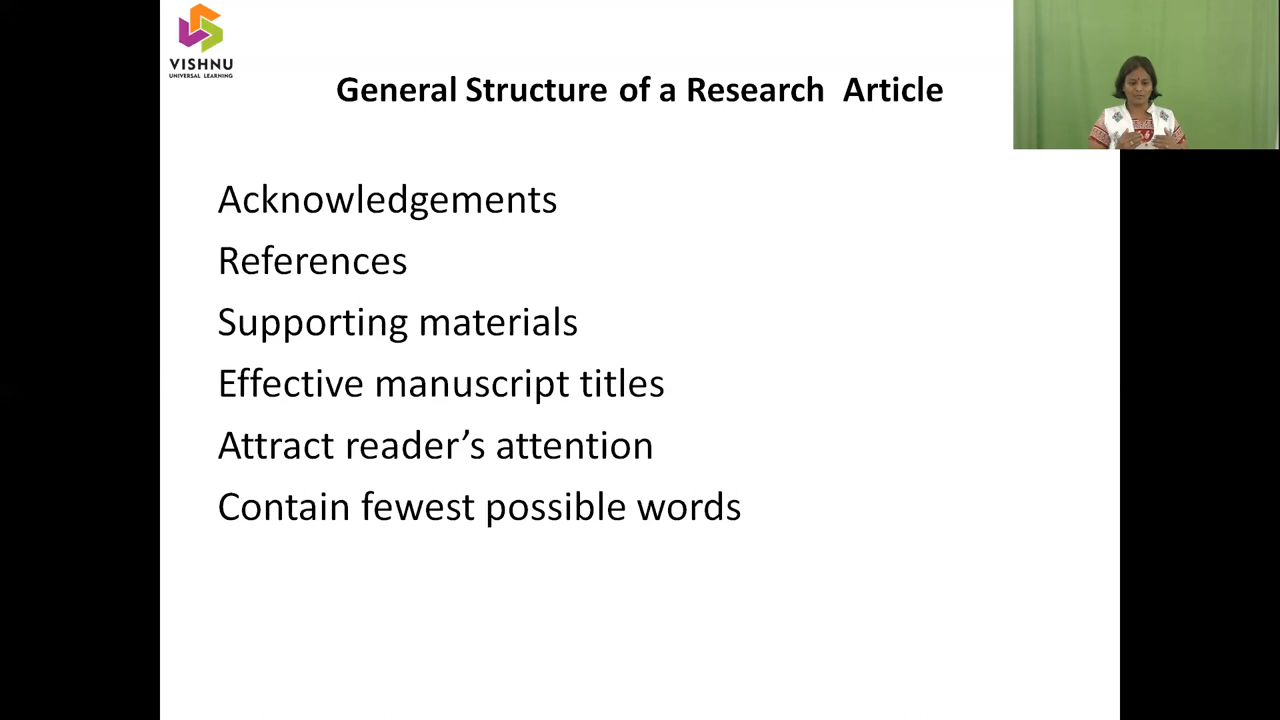 VISHNU
UNIVERSAL LEARNING
General Structure of a Research Article
Acknowledgements
References
Supporting materials
Effective manuscript titles
Attract reader’s attention
Contain fewest possible words